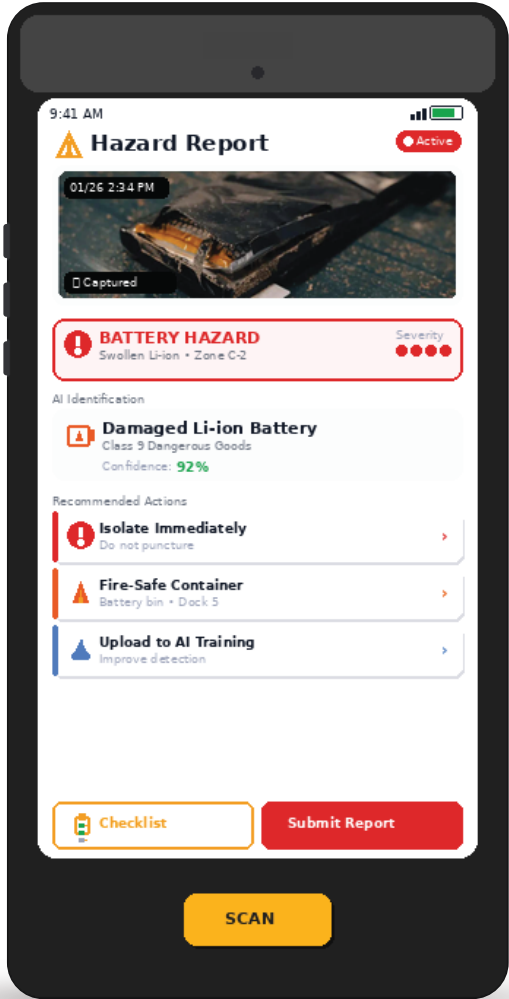 9:41 AM
Hazard Report
Active
01/26 2:34 PM
Captured
BATTERY HAZARD
Severity
Swollen Li-ion • Zone C-2
AI Identification
Damaged Li-ion Battery
Class 9 Dangerous Goods
Confidence: 92%
Recommended Actions
Isolate Immediately
Do not puncture
Fire-Safe Container
Battery bin • Dock 5
Upload to AI Training
Improve detection
Checklist
Submit Report
SCAN